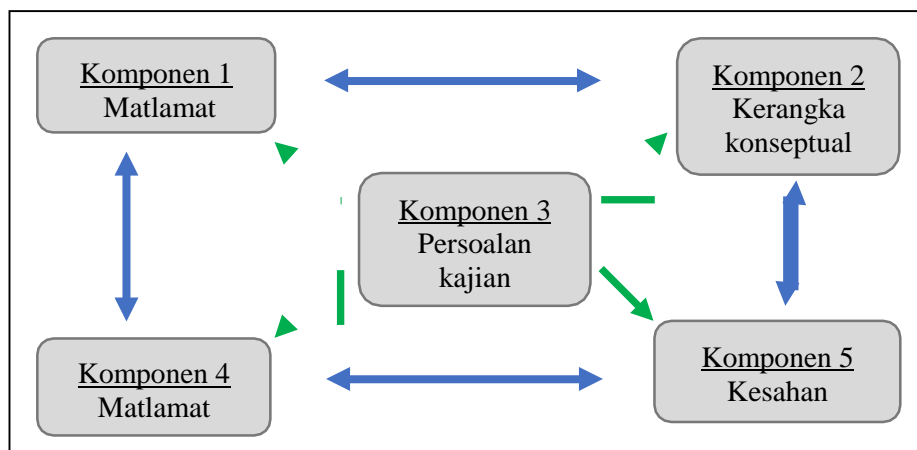 Komponen 1
Matlamat
Komponen 2
Kerangka
konseptual
Komponen 3
Persoalan
kajian
Komponen 4
Matlamat
Komponen 5
Kesahan